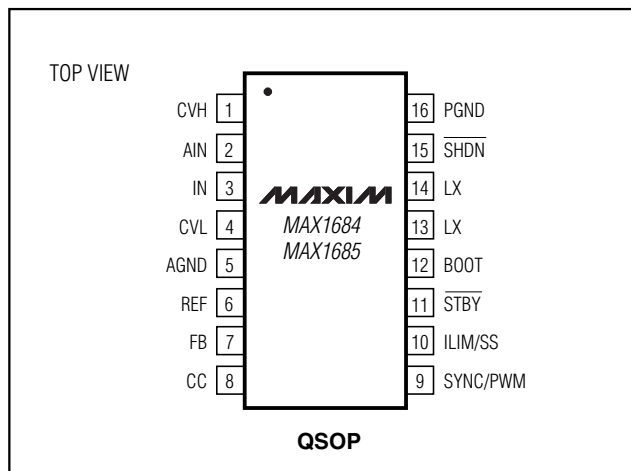 TOP VIEW
CVH 1
AIN 2
IN 3
CVL 4
AGND 5
REF 6
FB 7
CC 8
MAXIM
MAX1684
MAX1685
16 PGND
15 SHDN
14 LX
13 LX
12 BOOT
11 STBY
10 ILIM/SS
9 SYNC/PWM
QSOP